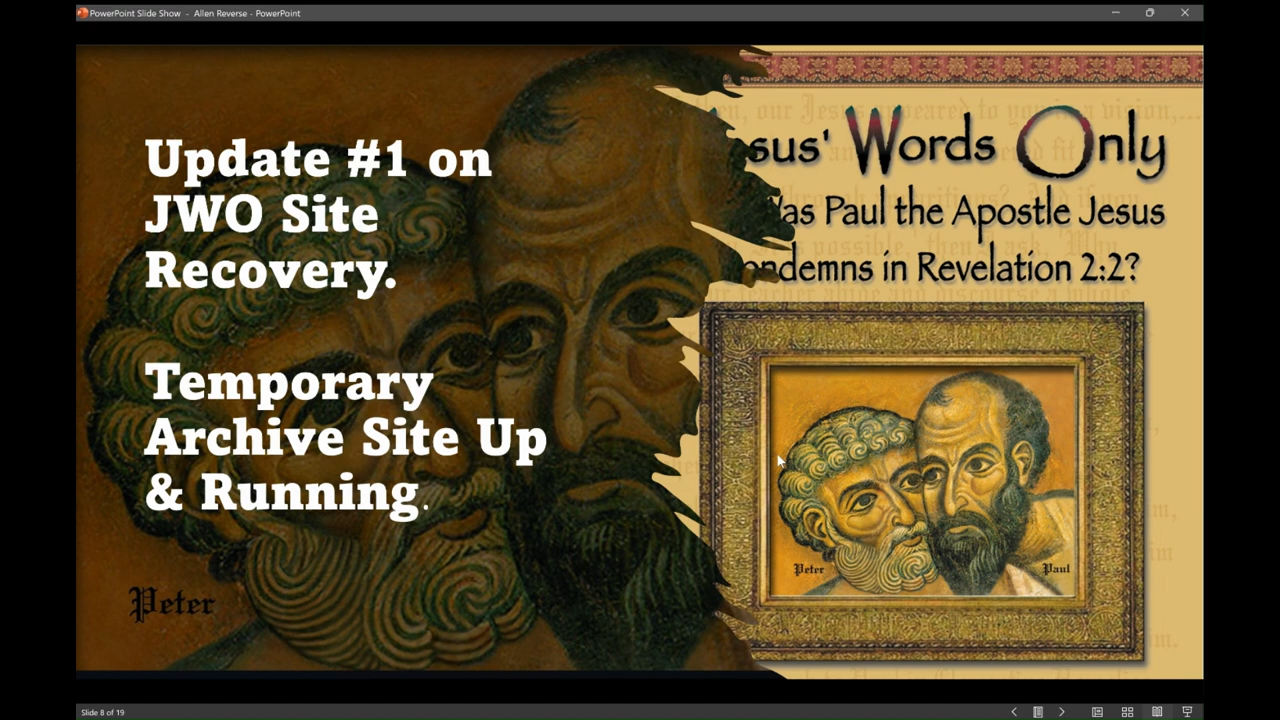 PowerPoint Slide Show - Allen Reverse - PowerPoint
Update #1 on
JWO Site
Recovery.
Temporary
Archive Site Up
& Running.
Peter
sus' Words Only
as Paul the Apostle Jesus
ondemns in Revelation 2:2?
Peter
Paul
Slide 8 of 19